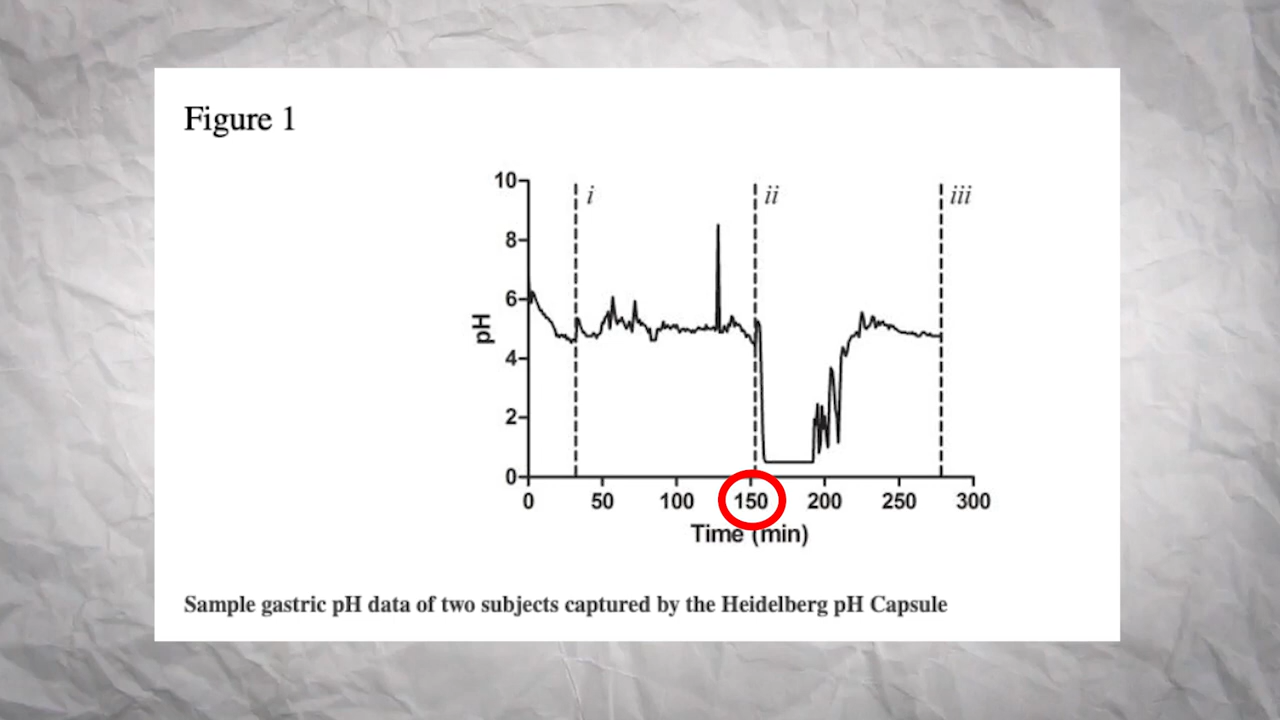 Figure 1
10
i
ii
iii
8
6
pH
4
2
0
0 50 100 150 200 250 300
Time (min)
Sample gastric pH data of two subjects captured by the Heidelberg pH Capsule